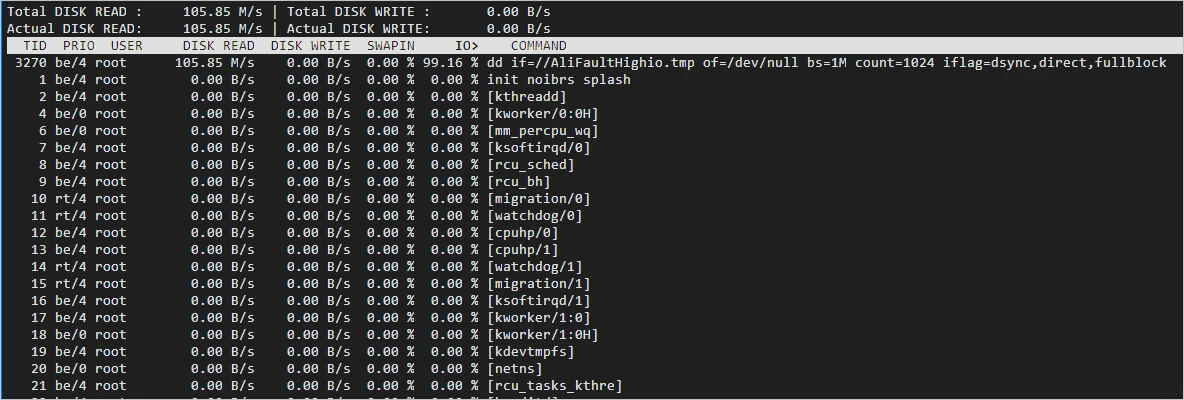 Total DISK READ :      105.85 M/s | Total DISK WRITE :       0.00 B/s
Actual DISK READ:      105.85 M/s | Actual DISK WRITE:       0.00 B/s
  TID  PRIO  USER     DISK READ  DISK WRITE  SWAPIN     IO>    COMMAND
 3270 be/4 root      105.85 M/s    0.00 B/s  0.00 % 99.16 % dd if=//AliFaultHighio.tmp of=/dev/null bs=1M count=1024 iflag=dsync,direct,fullblock
    1 be/4 root        0.00 B/s    0.00 B/s  0.00 %  0.00 % init noibrs splash
    2 be/4 root        0.00 B/s    0.00 B/s  0.00 %  0.00 % [kthreadd]
    4 be/0 root        0.00 B/s    0.00 B/s  0.00 %  0.00 % [kworker/0:0H]
    6 be/0 root        0.00 B/s    0.00 B/s  0.00 %  0.00 % [mm_percpu_wq]
    7 be/4 root        0.00 B/s    0.00 B/s  0.00 %  0.00 % [ksoftirqd/0]
    8 be/4 root        0.00 B/s    0.00 B/s  0.00 %  0.00 % [rcu_sched]
    9 be/4 root        0.00 B/s    0.00 B/s  0.00 %  0.00 % [rcu_bh]
   10 rt/4 root        0.00 B/s    0.00 B/s  0.00 %  0.00 % [migration/0]
   11 rt/4 root        0.00 B/s    0.00 B/s  0.00 %  0.00 % [watchdog/0]
   12 be/4 root        0.00 B/s    0.00 B/s  0.00 %  0.00 % [cpuhp/0]
   13 be/4 root        0.00 B/s    0.00 B/s  0.00 %  0.00 % [cpuhp/1]
   14 rt/4 root        0.00 B/s    0.00 B/s  0.00 %  0.00 % [watchdog/1]
   15 rt/4 root        0.00 B/s    0.00 B/s  0.00 %  0.00 % [migration/1]
   16 be/4 root        0.00 B/s    0.00 B/s  0.00 %  0.00 % [ksoftirqd/1]
   17 be/4 root        0.00 B/s    0.00 B/s  0.00 %  0.00 % [kworker/1:0]
   18 be/0 root        0.00 B/s    0.00 B/s  0.00 %  0.00 % [kworker/1:0H]
   19 be/4 root        0.00 B/s    0.00 B/s  0.00 %  0.00 % [kdevtmpfs]
   20 be/0 root        0.00 B/s    0.00 B/s  0.00 %  0.00 % [netns]
   21 be/4 root        0.00 B/s    0.00 B/s  0.00 %  0.00 % [rcu_tasks_kthre]